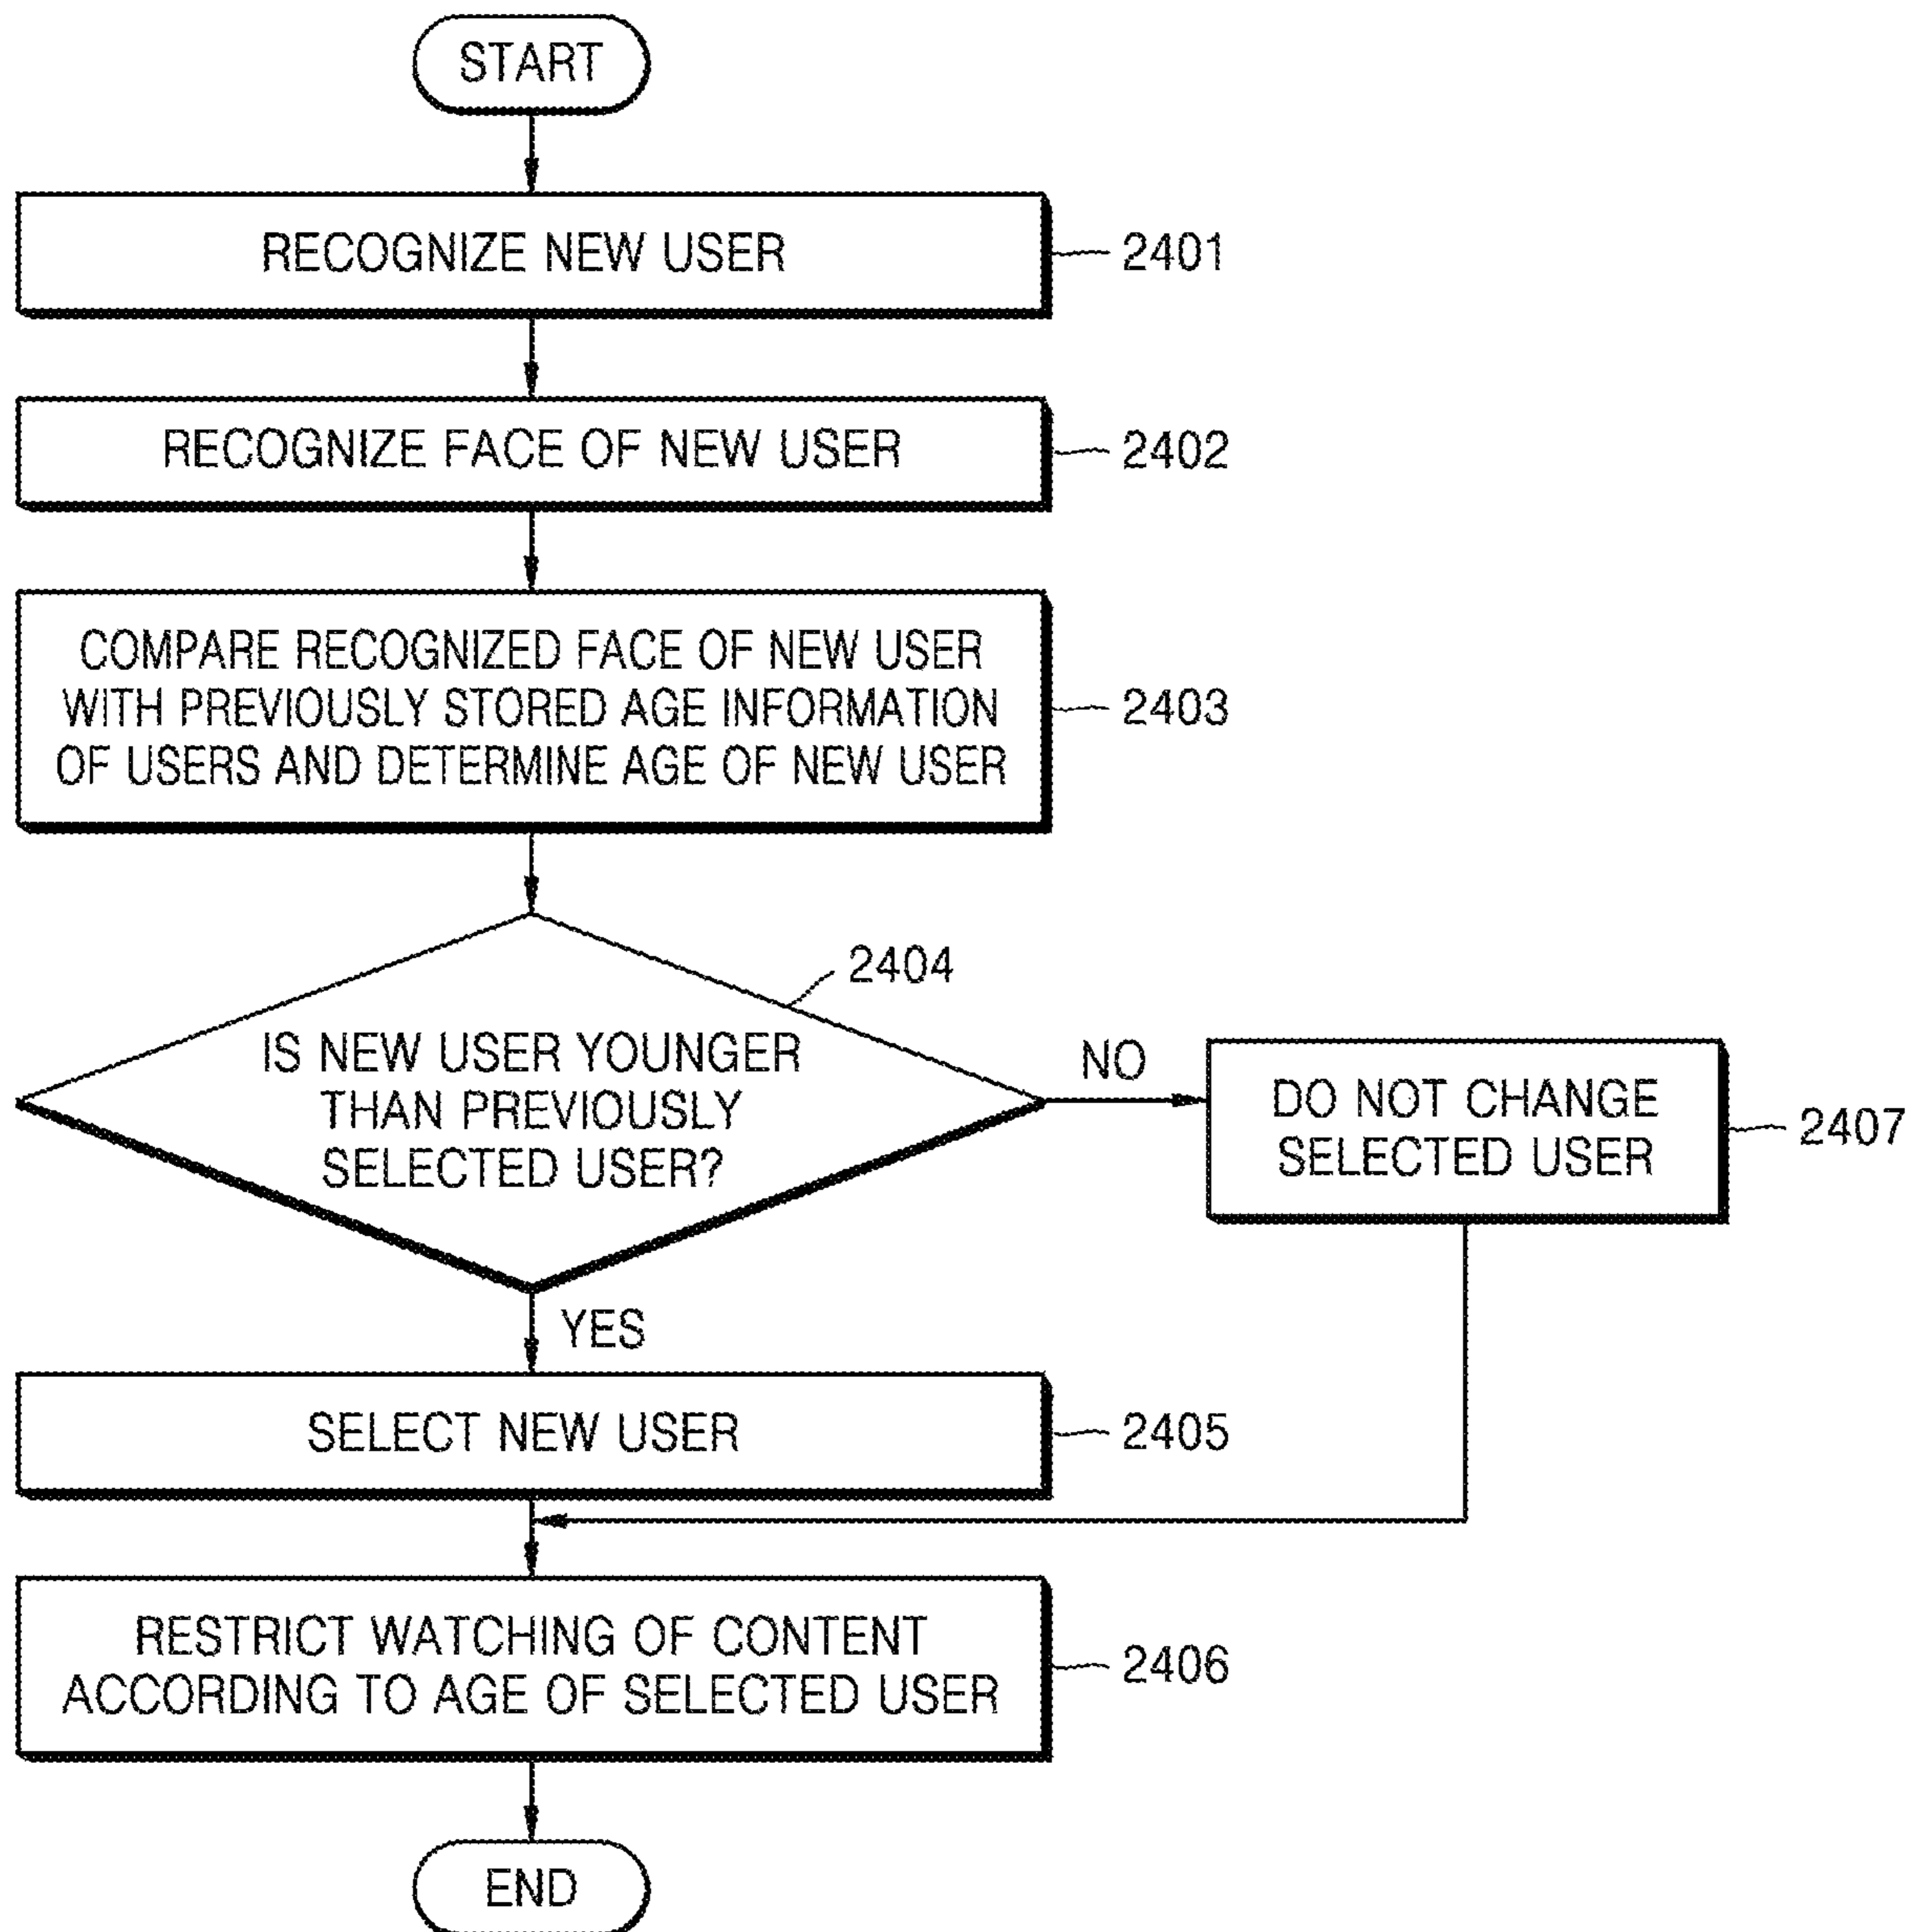 START
RECOGNIZE NEW USER
2401
RECOGNIZE FACE OF NEW USER
2402
COMPARE RECOGNIZED FACE OF NEW USER
WITH PREVIOUSLY STORED AGE INFORMATION
OF USERS AND DETERMINE AGE OF NEW USER
2403
2404
IS NEW USER YOUNGER
THAN PREVIOUSLY
SELECTED USER?
NO
DO NOT CHANGE
SELECTED USER
2407
YES
SELECT NEW USER
2405
RESTRICT WATCHING OF CONTENT
ACCORDING TO AGE OF SELECTED USER
2406
END